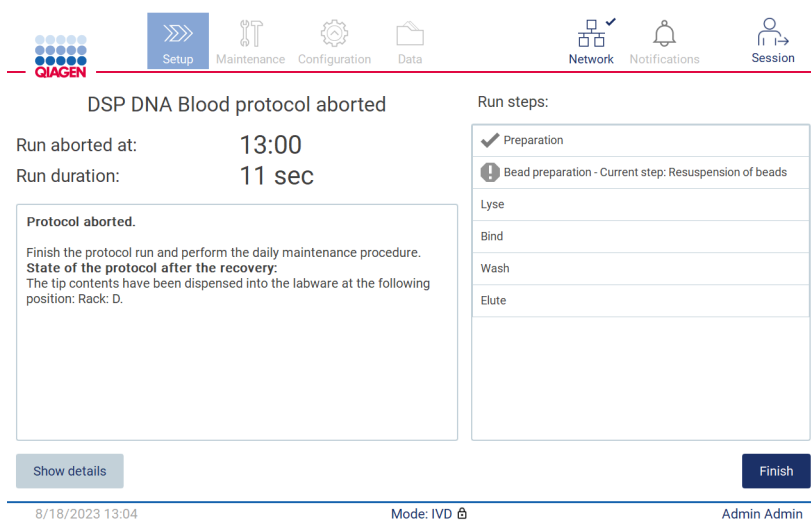 QIAGEN
Setup
Maintenance
Configuration
Data
Network
Notifications
Session
DSP DNA Blood protocol aborted
Run aborted at: 13:00
Run duration: 11 sec
Protocol aborted.
Finish the protocol run and perform the daily maintenance procedure.
State of the protocol after the recovery:
The tip contents have been dispensed into the labware at the following
position: Rack: D.
Run steps:
Preparation
Bead preparation - Current step: Resuspension of beads
Lyse
Bind
Wash
Elute
Show details
Finish
8/18/2023 13:04
Mode: IVD
Admin Admin